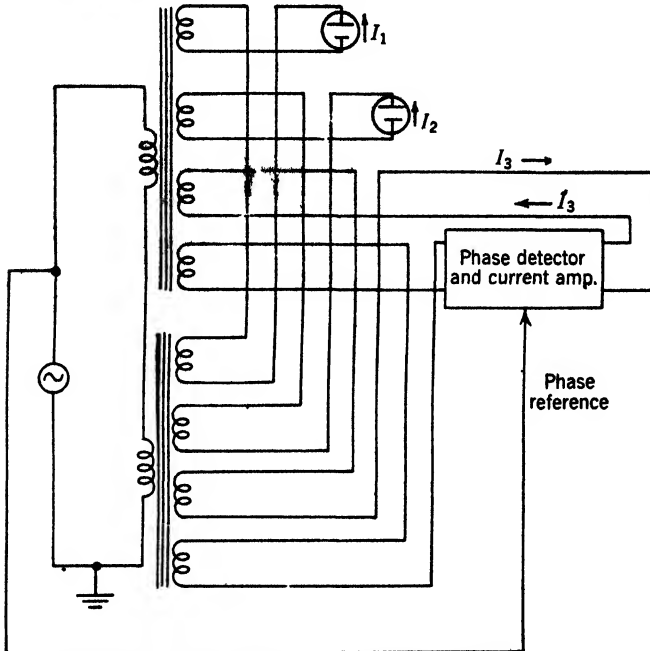 I1
I2
I3
I3
Phase detector
and current amp.
Phase
reference